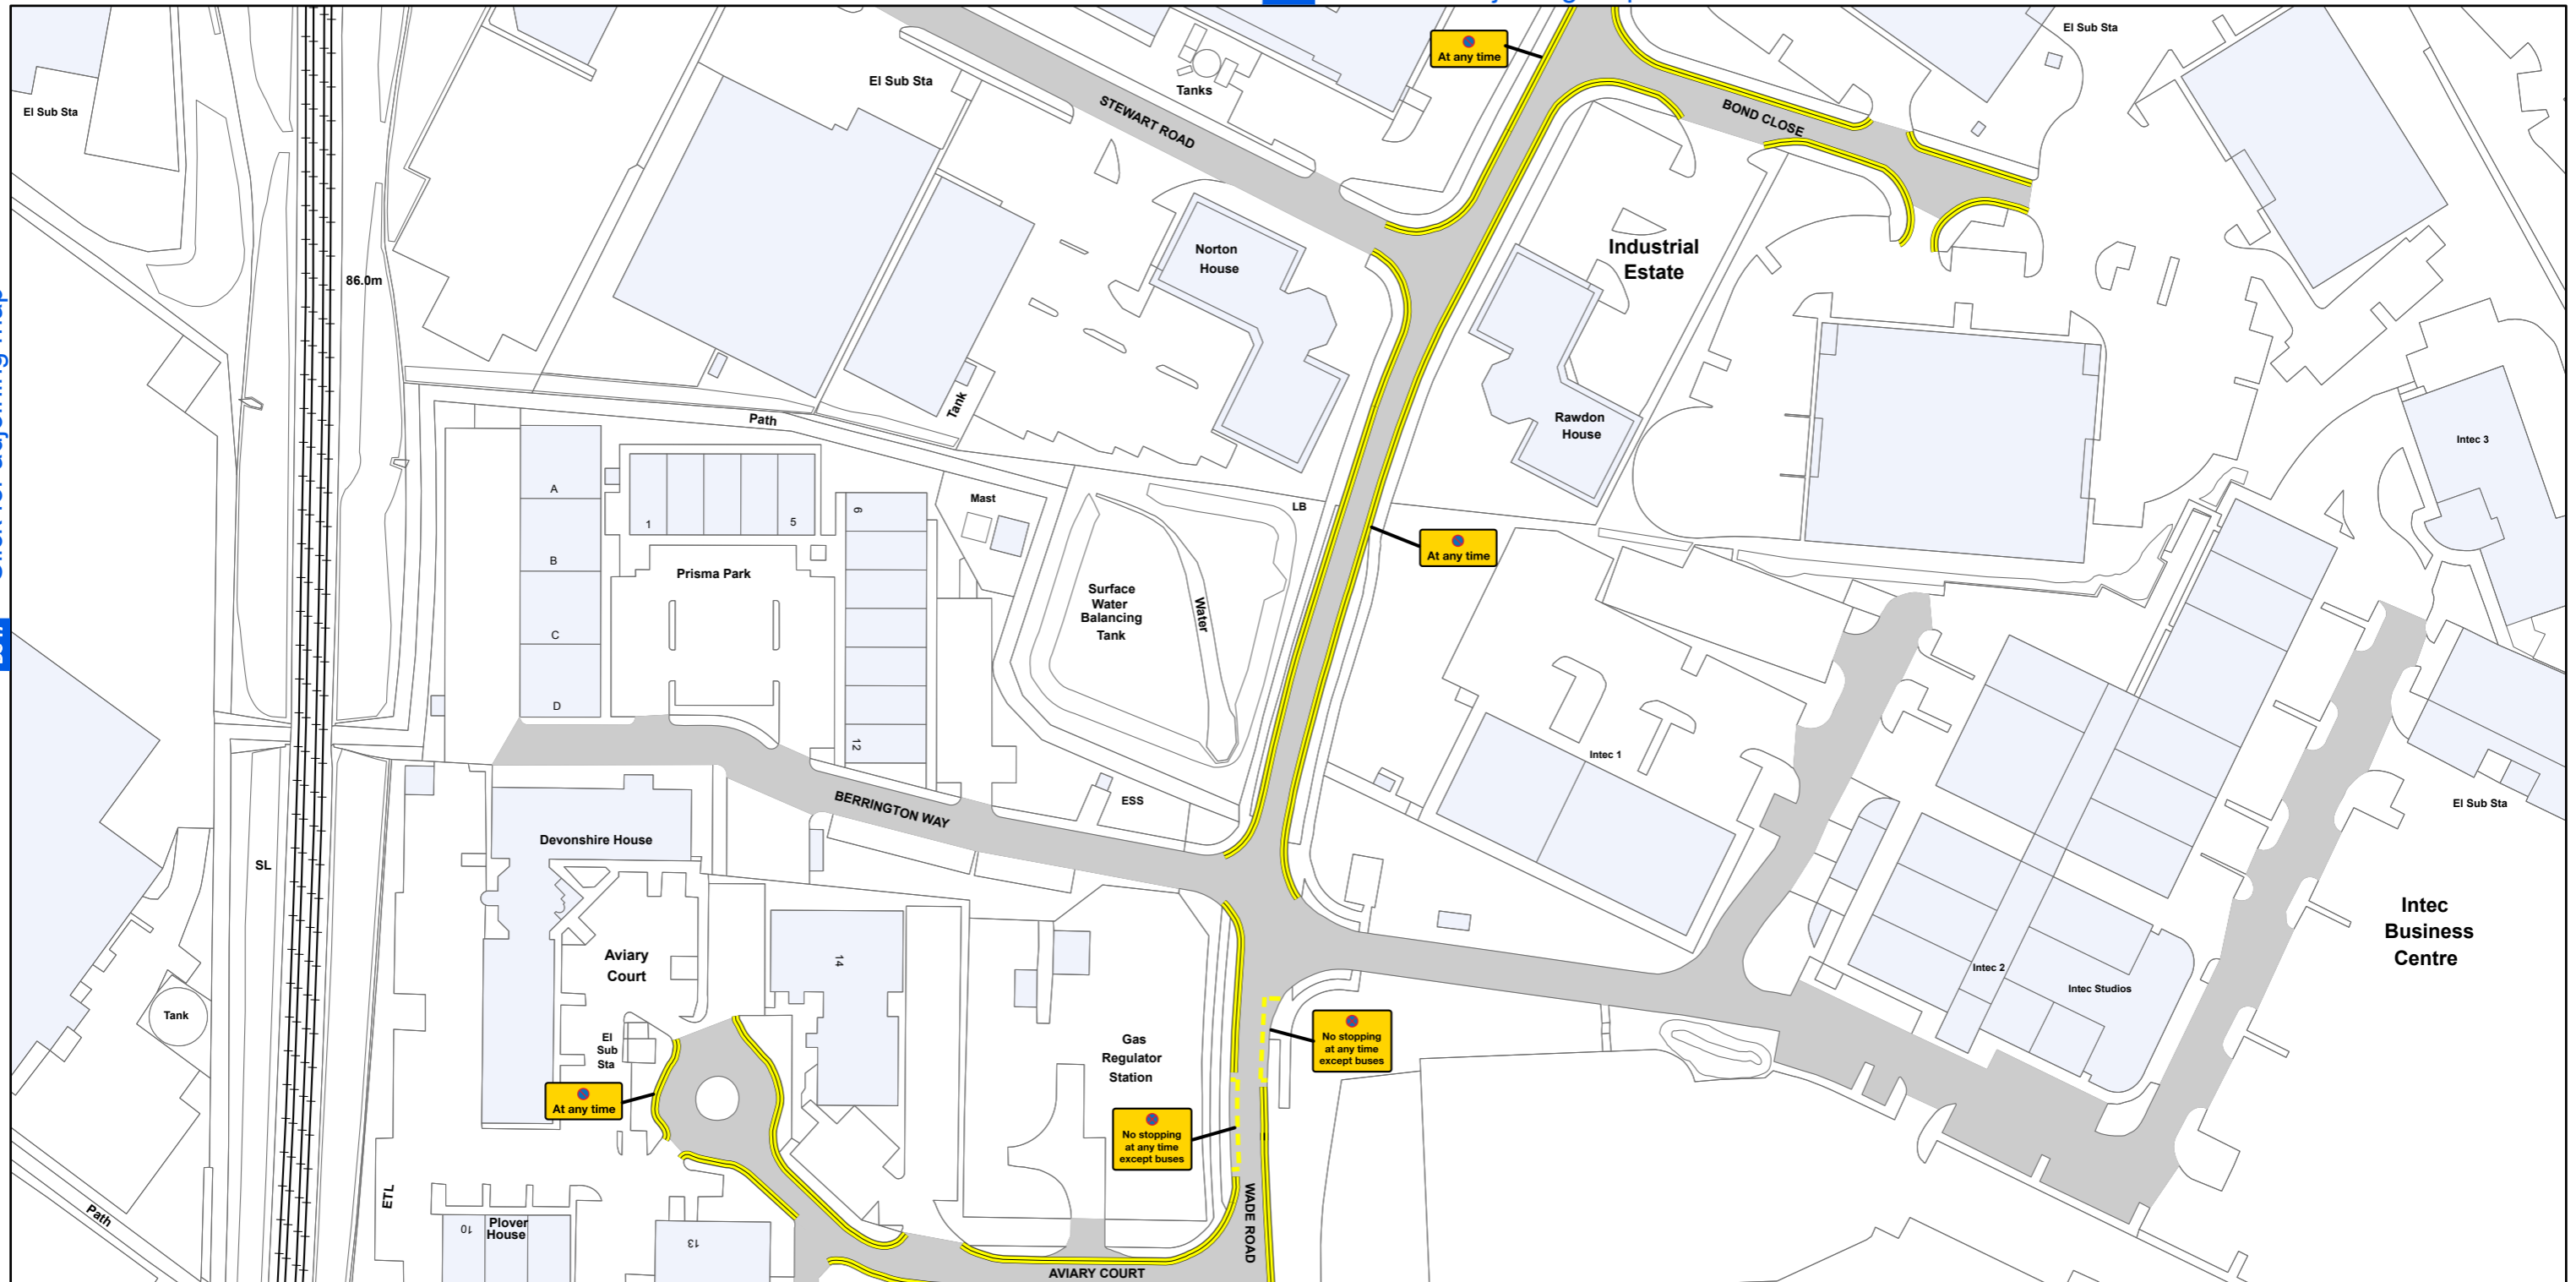 At any time
El Sub Sta
El Sub Sta
El Sub Sta
Tanks
STEWART ROAD
BOND CLOSE
Norton
House
Industrial
Estate
86.0m
Tank
Path
Rawdon
House
Intec 3
A
B
C
D
1
5
6
12
Mast
LB
At any time
Prisma Park
Surface
Water
Balancing
Tank
Water
Intec 1
BERRINGTON WAY
ESS
Devonshire House
El Sub Sta
SL
Aviary
Court
14
Intec
Business
Centre
Intec 2
Intec Studios
Tank
El
Sub
Sta
Gas
Regulator
Station
No stopping
at any time
except buses
At any time
No stopping
at any time
except buses
ETL
Path
10
Plover
House
13
WADE ROAD
AVIARY COURT